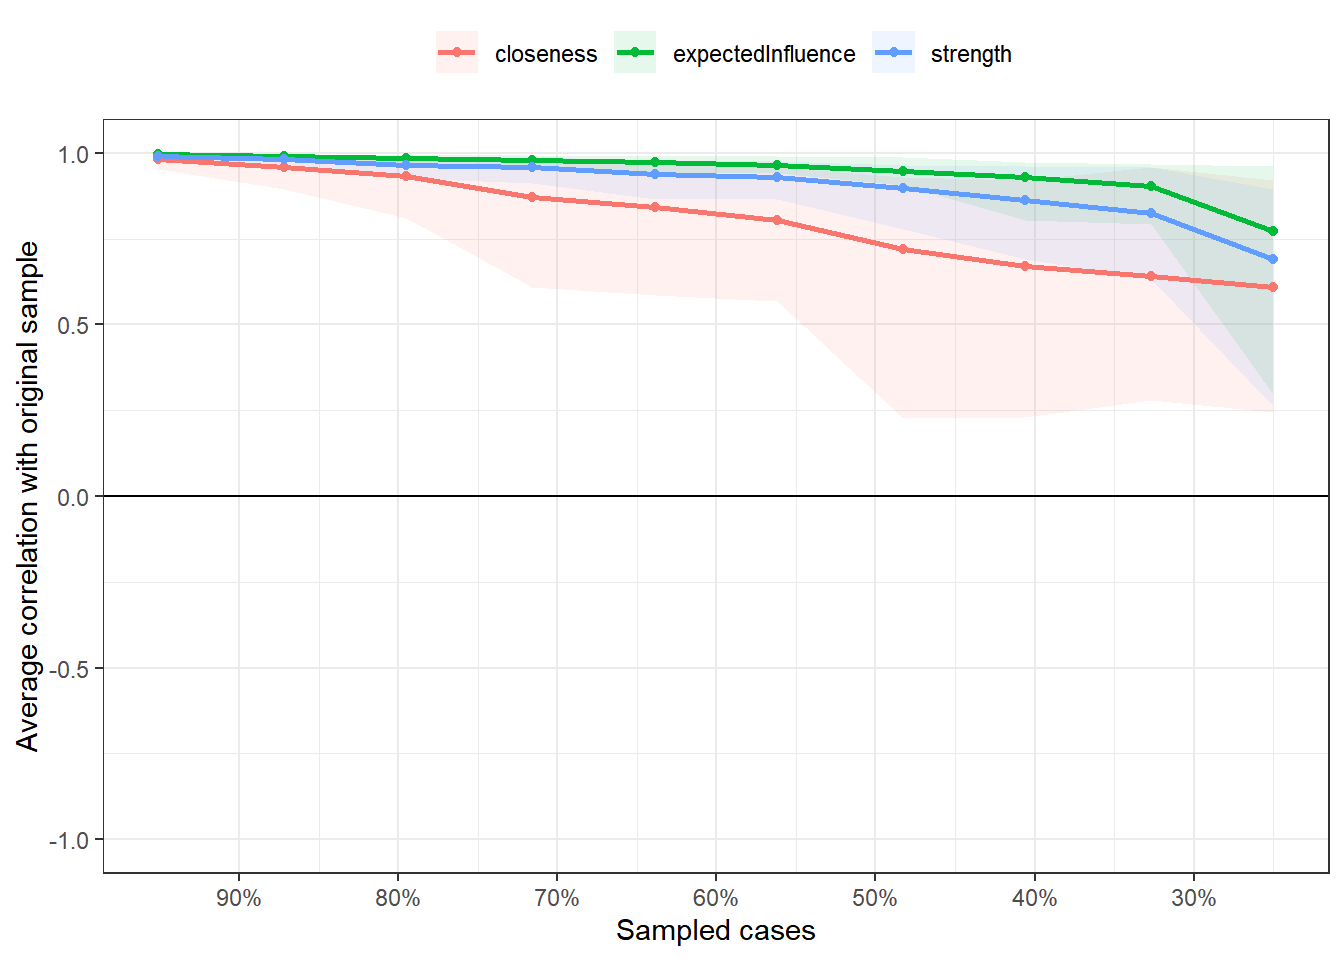 closeness expectedInfluence strength
Average correlation with original sample
1.0
0.5
0.0
-0.5
-1.0
90% 80% 70% 60% 50% 40% 30%
Sampled cases